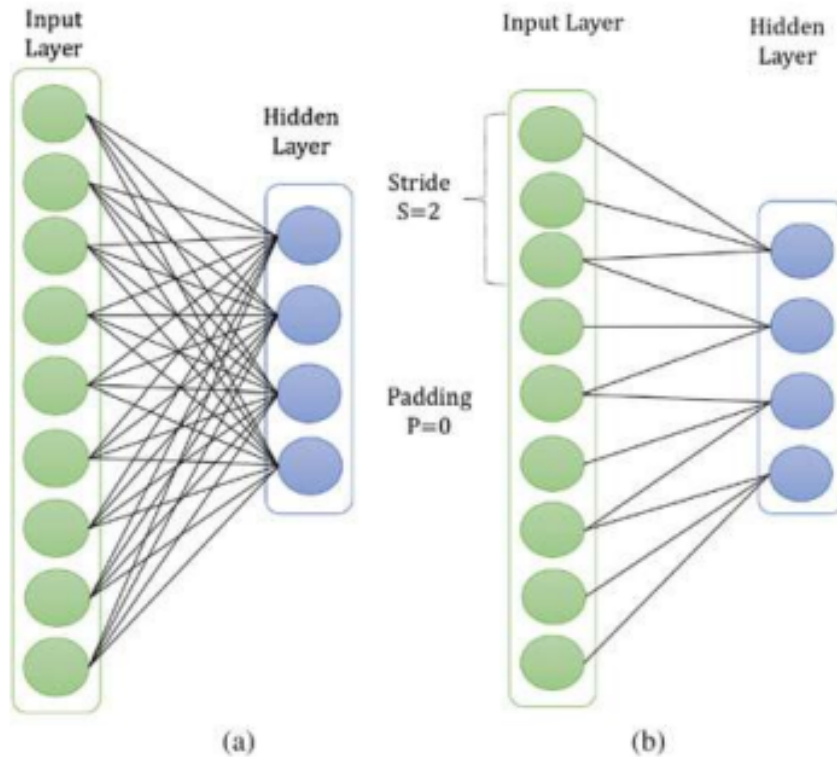 Input
Layer
Hidden
Layer
(a)
Input Layer
Hidden
Layer
Stride
S=2
Padding
P=0
(b)